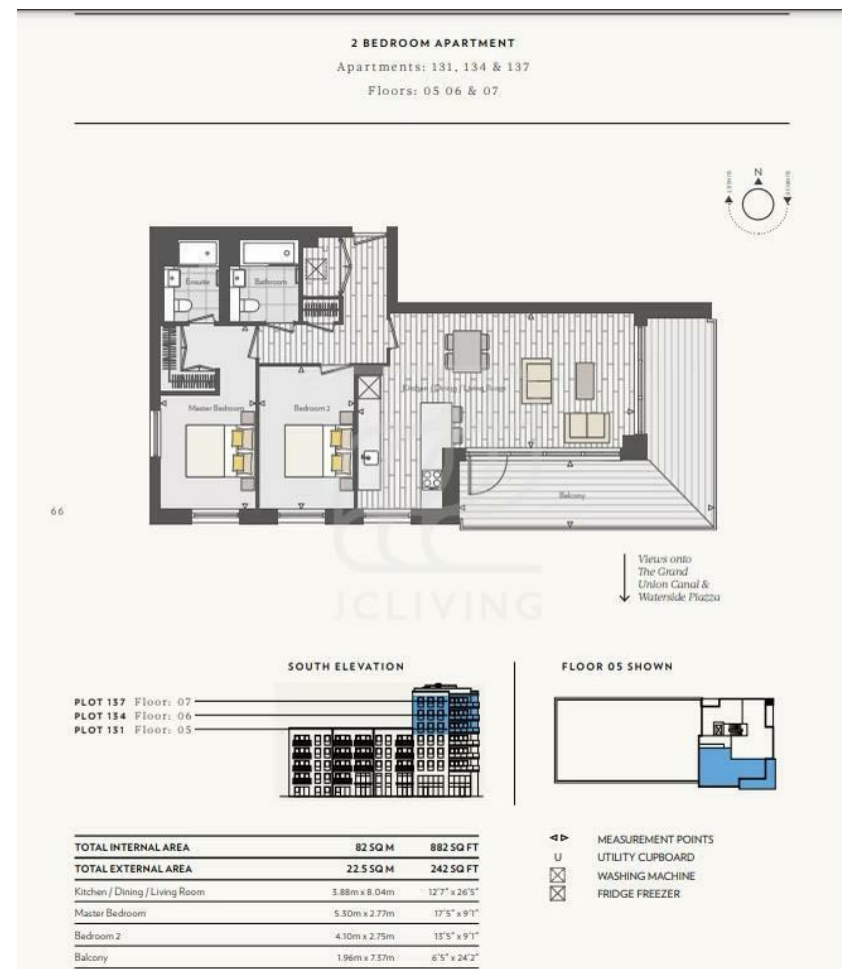 2 BEDROOM APARTMENT
Apartments: 131, 134 & 137
Floors: 05 06 & 07
N
SUNSET
SUNRISE
Ensuite
Bathroom
Kitchen / Dining / Living Room
Master Bedroom
Bedroom 2
Balcony
66
Views onto
The Grand
Union Canal &
Waterside Piazza
JCLIVING
SOUTH ELEVATION
PLOT 137 Floor: 07
PLOT 134 Floor: 06
PLOT 131 Floor: 05
FLOOR 05 SHOWN
TOTAL INTERNAL AREA 82 SQ M 882 SQ FT
TOTAL EXTERNAL AREA 22.5 SQ M 242 SQ FT
Kitchen / Dining / Living Room 3.88m x 8.04m 12'7" x 26'5"
Master Bedroom 5.30m x 2.77m 17'5" x 9'1"
Bedroom 2 4.10m x 2.75m 13'5" x 9'1"
Balcony 1.96m x 7.37m 6'5" x 24'2"
MEASUREMENT POINTS
U UTILITY CUPBOARD
WASHING MACHINE
FRIDGE FREEZER